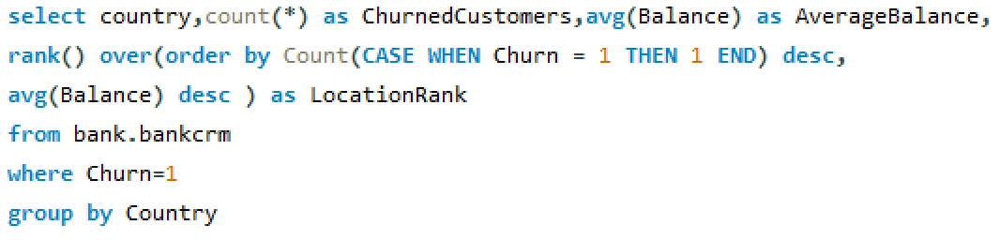 select country,count(*) as ChurnedCustomers,avg(Balance) as AverageBalance,
rank() over(order by Count(CASE WHEN Churn = 1 THEN 1 END) desc,
avg(Balance) desc ) as LocationRank
from bank.bankcrm
where Churn=1
group by Country